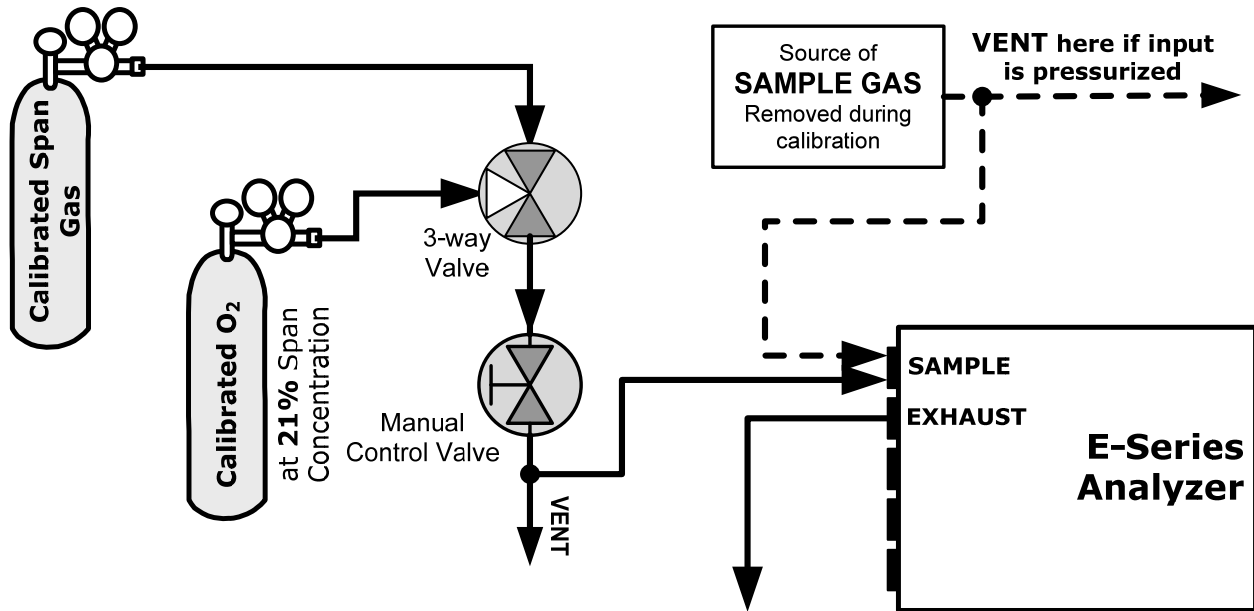 Calibrated Span
Gas
Calibrated O₂
at 21% Span
Concentration
3-way
Valve
Manual
Control Valve
VENT
Source of
SAMPLE GAS
Removed during
calibration
VENT here if input
is pressurized
SAMPLE
EXHAUST
E-Series
Analyzer